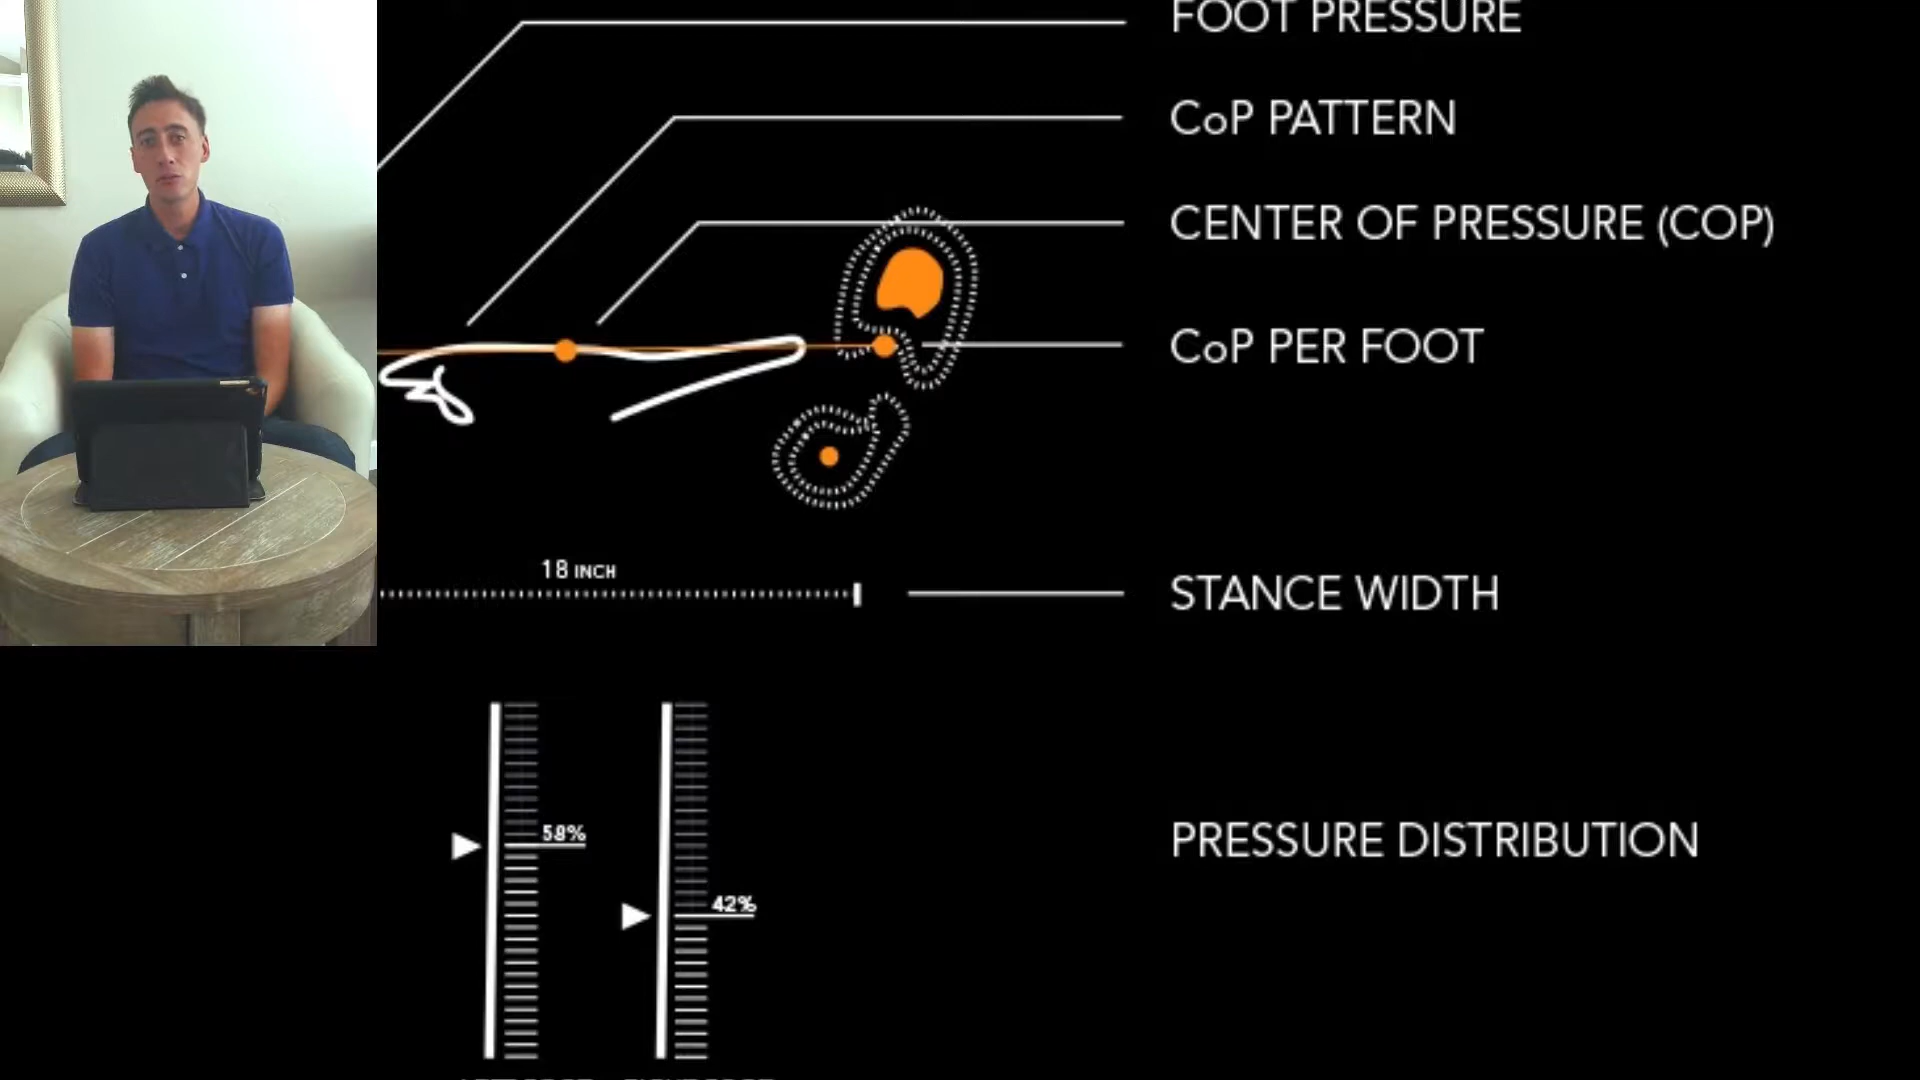 FOOT PRESSURE
CoP PATTERN
CENTER OF PRESSURE (COP)
CoP PER FOOT
18 INCH
STANCE WIDTH
58%
PRESSURE DISTRIBUTION
42%